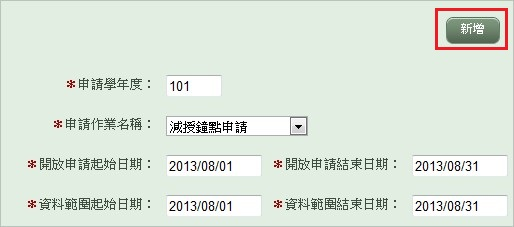 新增
*申請學年度： 101
*申請作業名稱： 減授鐘點申請
*開放申請起始日期： 2013/08/01 *開放申請結束日期： 2013/08/31
*資料範圍起始日期： 2013/08/01 *資料範圍結束日期： 2013/08/31